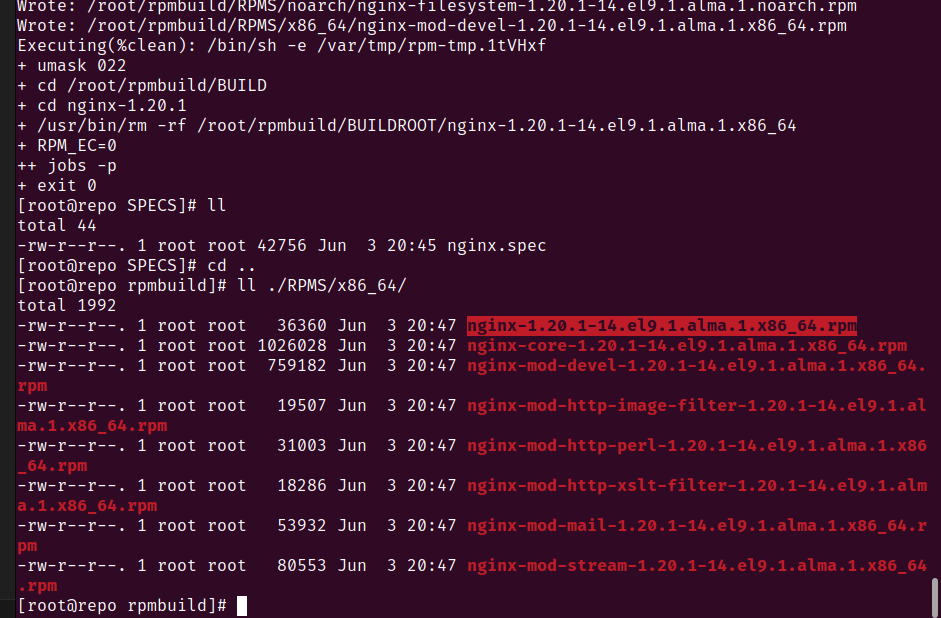 Wrote: /root/rpmbuild/RPMS/noarch/nginx-filesystem-1.20.1-14.el9.1.alma.1.noarch.rpm
Wrote: /root/rpmbuild/RPMS/x86_64/nginx-mod-devel-1.20.1-14.el9.1.alma.1.x86_64.rpm
Executing(%clean): /bin/sh -e /var/tmp/rpm-tmp.1tVHxf
+ umask 022
+ cd /root/rpmbuild/BUILD
+ cd nginx-1.20.1
+ /usr/bin/rm -rf /root/rpmbuild/BUILDROOT/nginx-1.20.1-14.el9.1.alma.1.x86_64
+ RPM_EC=0
++ jobs -p
+ exit 0
[root@repo SPECS]# ll
total 44
-rw-r--r--. 1 root root 42756 Jun  3 20:45 nginx.spec
[root@repo SPECS]# cd ..
[root@repo rpmbuild]# ll ./RPMS/x86_64/
total 1992
-rw-r--r--. 1 root root   36360 Jun  3 20:47 nginx-1.20.1-14.el9.1.alma.1.x86_64.rpm
-rw-r--r--. 1 root root 1026028 Jun  3 20:47 nginx-core-1.20.1-14.el9.1.alma.1.x86_64.rpm
-rw-r--r--. 1 root root  759182 Jun  3 20:47 nginx-mod-devel-1.20.1-14.el9.1.alma.1.x86_64.
rpm
-rw-r--r--. 1 root root   19507 Jun  3 20:47 nginx-mod-http-image-filter-1.20.1-14.el9.1.al
ma.1.x86_64.rpm
-rw-r--r--. 1 root root   31003 Jun  3 20:47 nginx-mod-http-perl-1.20.1-14.el9.1.alma.1.x86
_64.rpm
-rw-r--r--. 1 root root   18286 Jun  3 20:47 nginx-mod-http-xslt-filter-1.20.1-14.el9.1.alm
a.1.x86_64.rpm
-rw-r--r--. 1 root root   53932 Jun  3 20:47 nginx-mod-mail-1.20.1-14.el9.1.alma.1.x86_64.r
pm
-rw-r--r--. 1 root root   80553 Jun  3 20:47 nginx-mod-stream-1.20.1-14.el9.1.alma.1.x86_64
.rpm
[root@repo rpmbuild]#